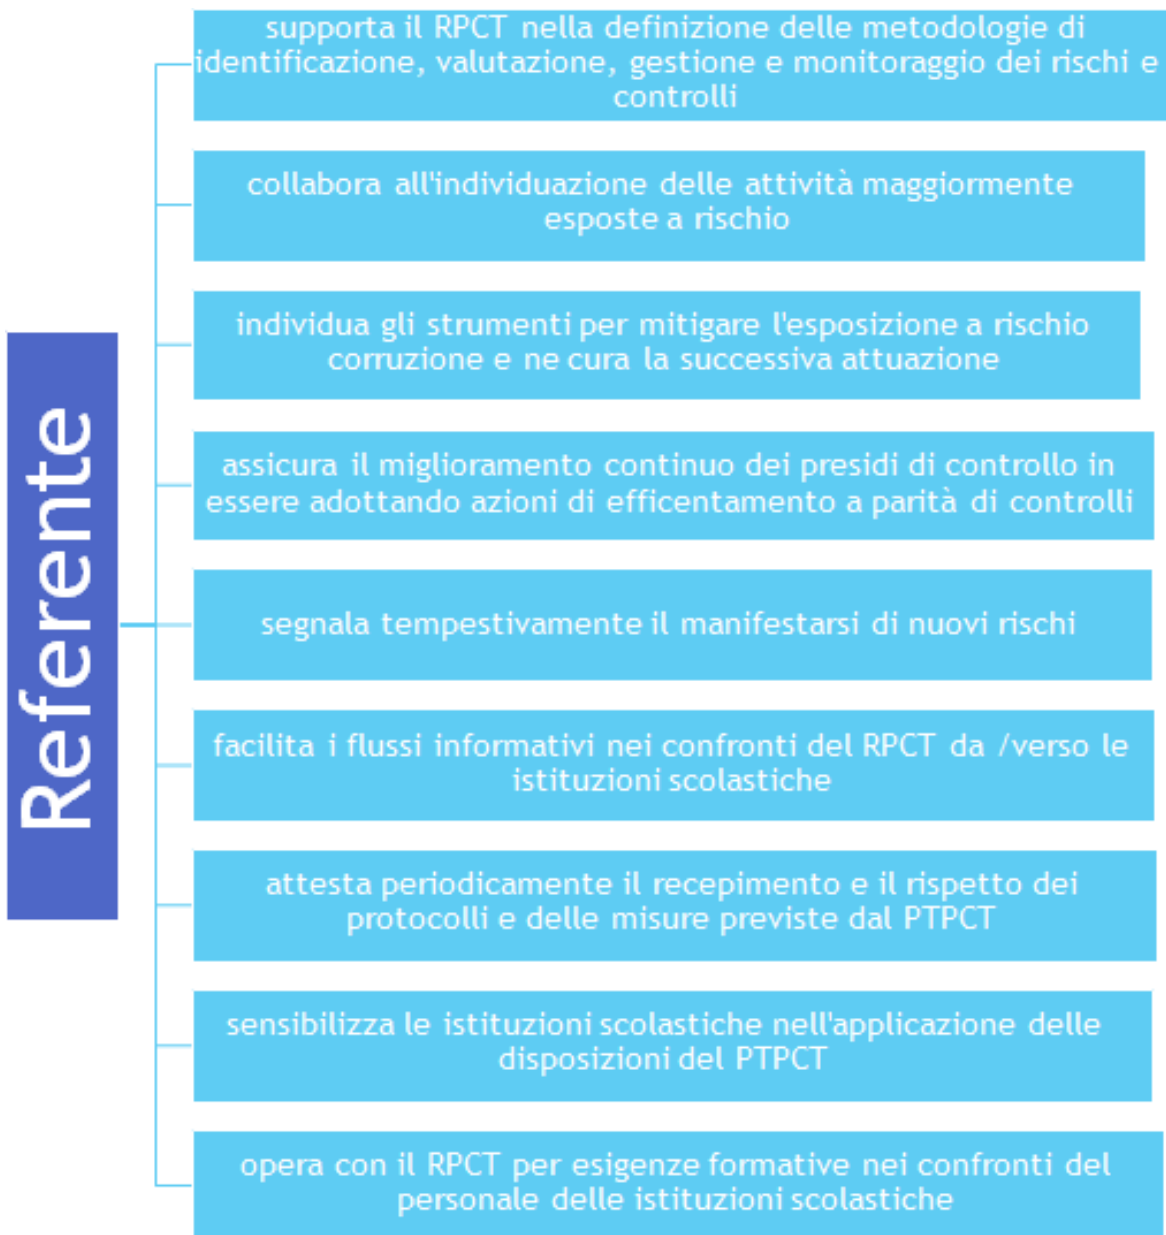 Referente
supporta il RPCT nella definizione delle metodologie di
identificazione, valutazione, gestione e monitoraggio dei rischi e
controlli
collabora all'individuazione delle attività maggiormente
esposte a rischio
individua gli strumenti per mitigare l'esposizione a rischio
corruzione e ne cura la successiva attuazione
assicura il miglioramento continuo dei presidi di controllo in
essere adottando azioni di efficentamento a parità di controlli
segnala tempestivamente il manifestarsi di nuovi rischi
facilita i flussi informativi nei confronti del RPCT da /verso le
istituzioni scolastiche
attesta periodicamente il recepimento e il rispetto dei
protocolli e delle misure previste dal PTPCT
sensibilizza le istituzioni scolastiche nell'applicazione delle
disposizioni del PTPCT
opera con il RPCT per esigenze formative nei confronti del
personale delle istituzioni scolastiche